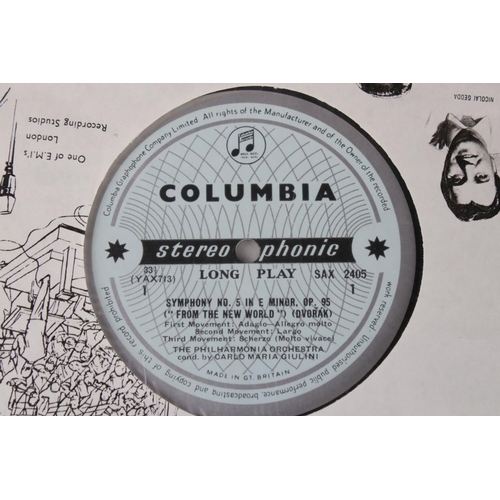 Columbia Graphophone Company Limited. All rights of the Manufacturer and of the Owner of the recorded work reserved. Unauthorised public performance, broadcasting and copying of this record prohibited
COLUMBIA
stereo phonic
33⅓
(YAX713) LONG PLAY SAX 2405
1 1
SYMPHONY NO. 5 IN E MINOR, OP. 95
("FROM THE NEW WORLD") (DVOŘÁK)
First Movement: Adagio—Allegro molto
Second Movement: Largo
Third Movement: Scherzo (Molto vivace)
THE PHILHARMONIA ORCHESTRA
cond. by CARLO MARIA GIULINI
MADE IN GT. BRITAIN
One of E.M.I's
London
Recording Studios
NICOLAI GEDDA